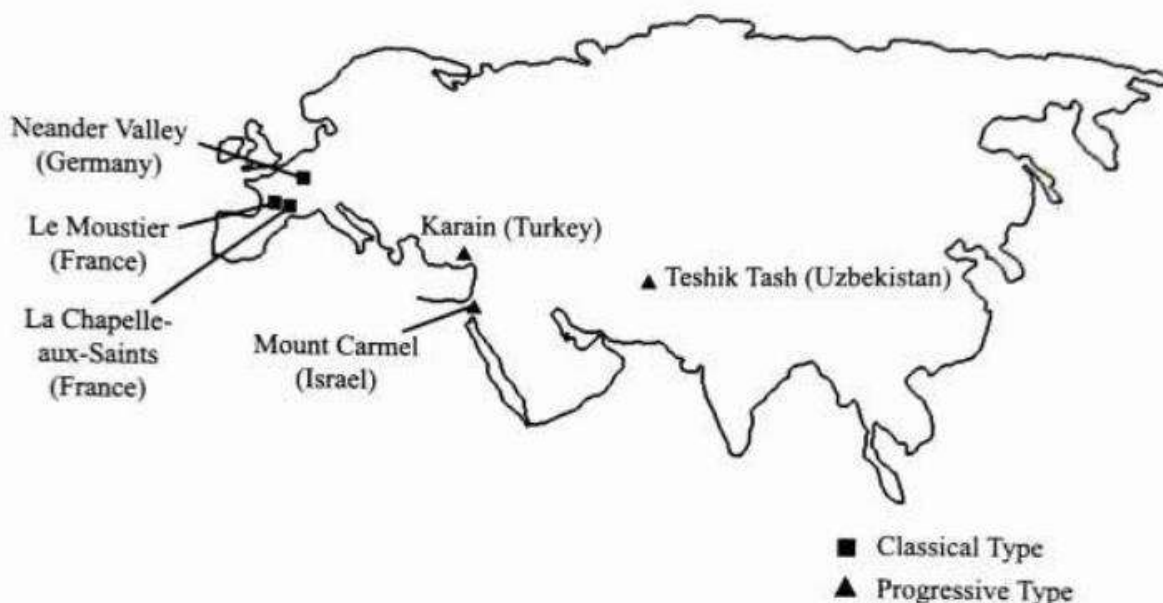 Neander Valley
(Germany)
Le Moustier
(France)
La Chapelle-
aux-Saints
(France)
Karain (Turkey)
Teshik Tash (Uzbekistan)
Mount Carmel
(Israel)
Classical Type
Progressive Type